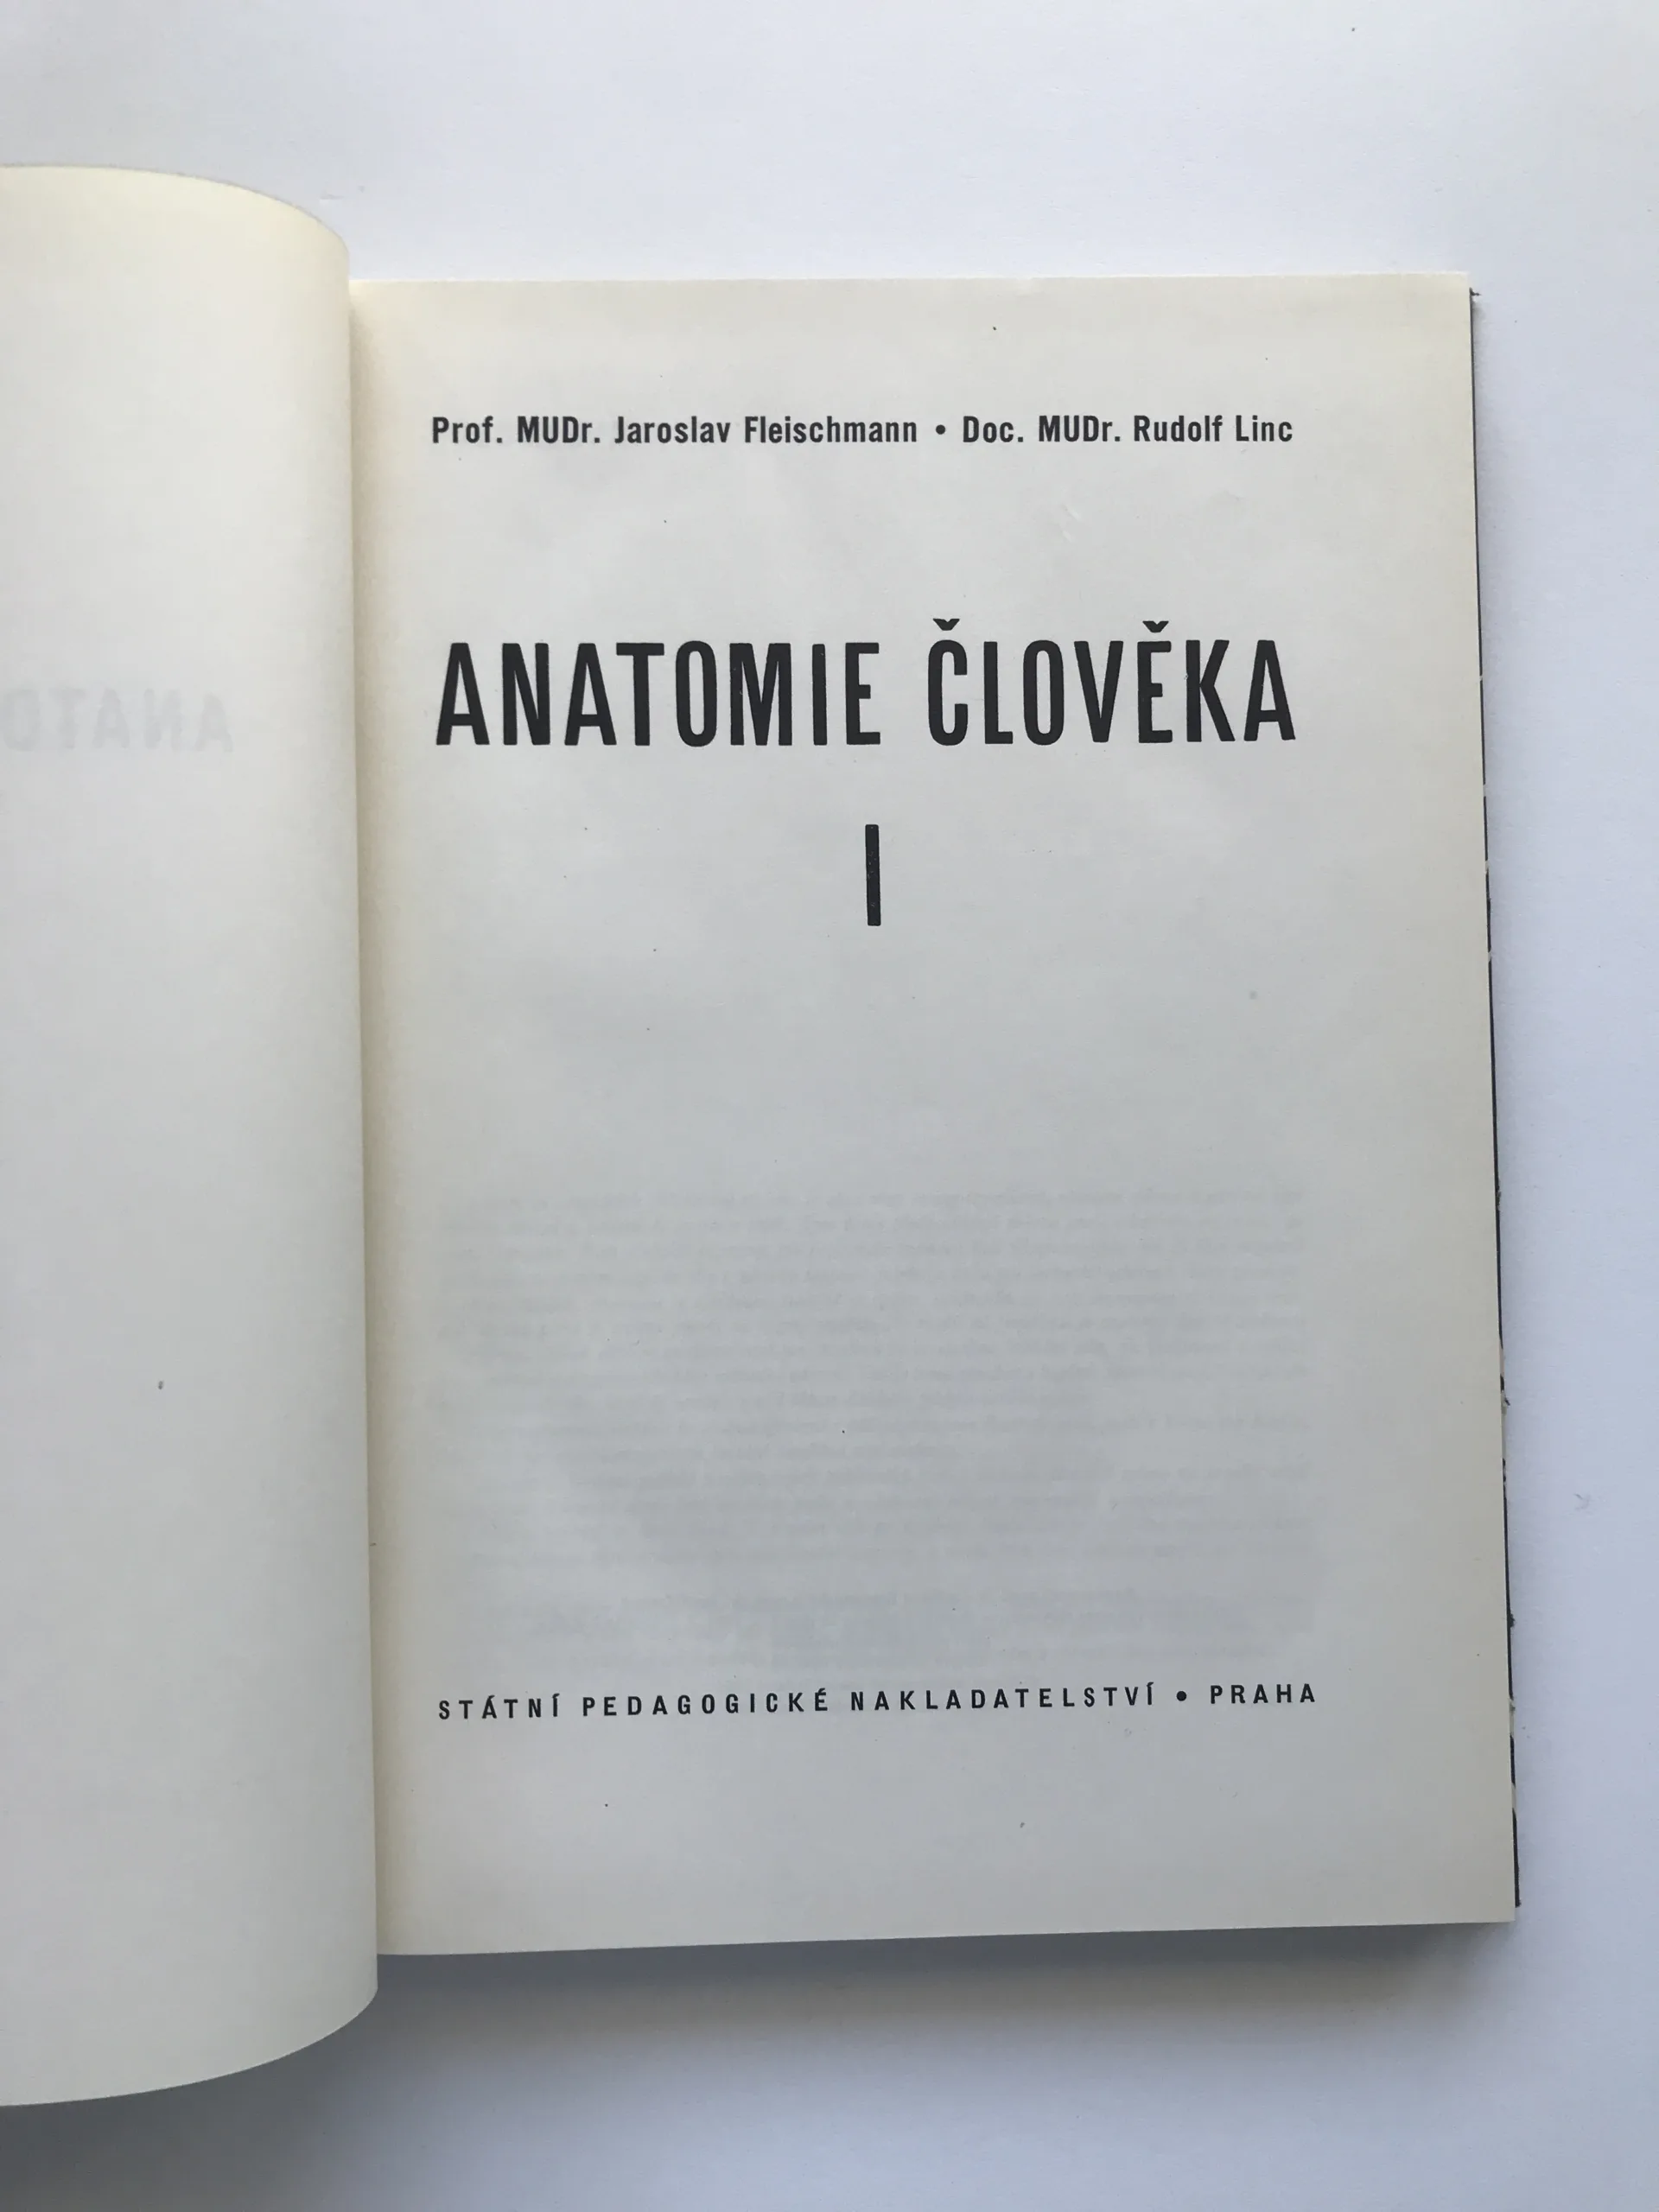 Prof. MUDr. Jaroslav Fleischmann • Doc. MUDr. Rudolf Linc
ANATOMIE ČLOVĚKA
I
STÁTNÍ PEDAGOGICKÉ NAKLADATELSTVÍ • PRAHA